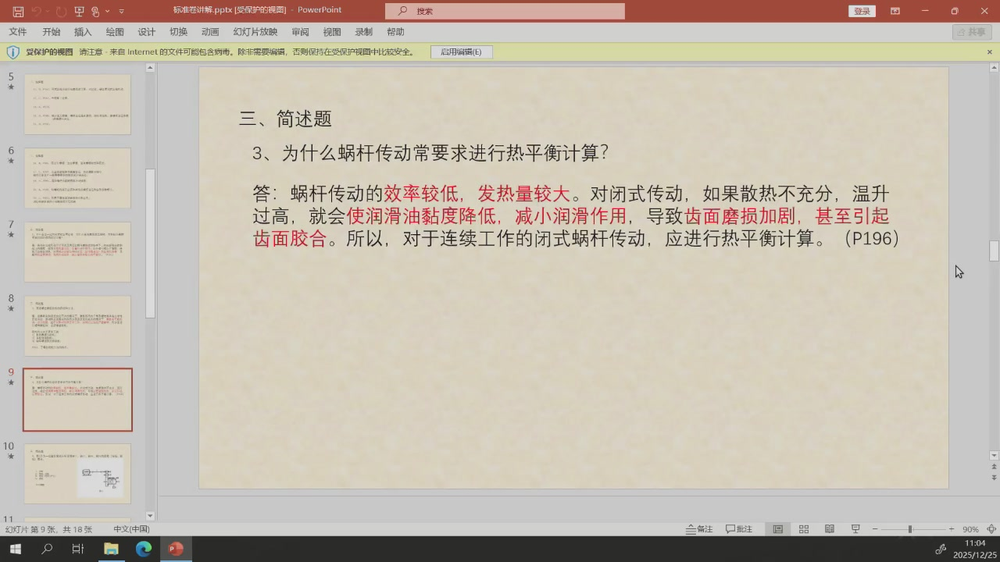 标准卷讲解.pptx [受保护的视图] - PowerPoint
搜索
登录
文件 开始 插入 绘图 设计 切换 动画 幻灯片放映 审阅 视图 录制 帮助
共享
受保护的视图 请注意 - 来自 Internet 的文件可能包含病毒。除非需要编辑，否则保持在受保护视图中比较安全。
启用编辑(E)
5
6
7
8
9
10
11
三、简述题
3、为什么蜗杆传动常要求进行热平衡计算？
答：蜗杆传动的效率较低，发热量较大。对闭式传动，如果散热不充分，温升
过高，就会使润滑油黏度降低，减小润滑作用，导致齿面磨损加剧，甚至引起
齿面胶合。所以，对于连续工作的闭式蜗杆传动，应进行热平衡计算。（P196）
幻灯片 第 9 张，共 18 张
中文(中国)
备注
批注
90%
11:04
2025/12/25